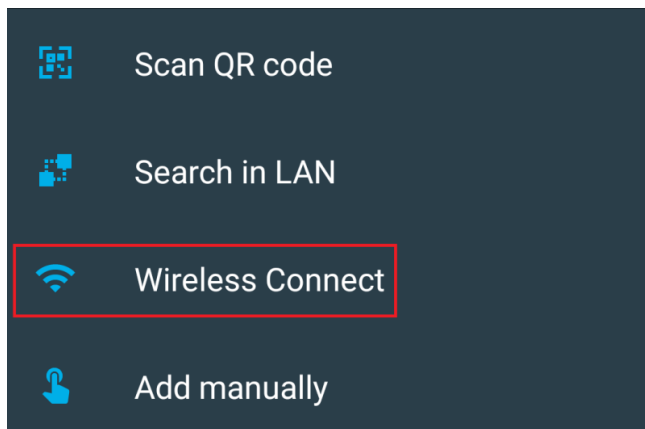 Scan QR code
Search in LAN
Wireless Connect
Add manually